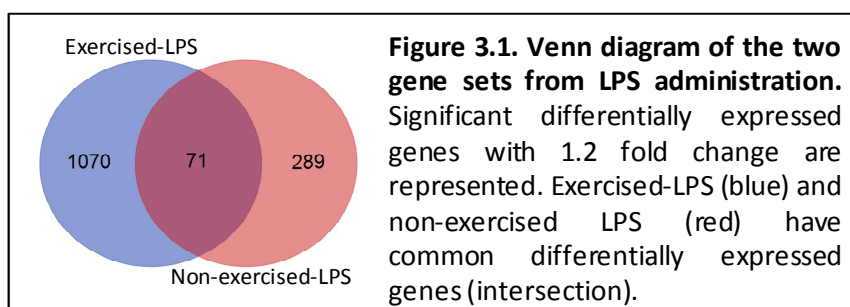 Exercised-LPS
1070
71
289
Non-exercised-LPS
Figure 3.1. Venn diagram of the two
gene sets from LPS administration.
Significant differentially expressed
genes with 1.2 fold change are
represented. Exercised-LPS (blue) and
non-exercised LPS (red) have
common differentially expressed
genes (intersection).